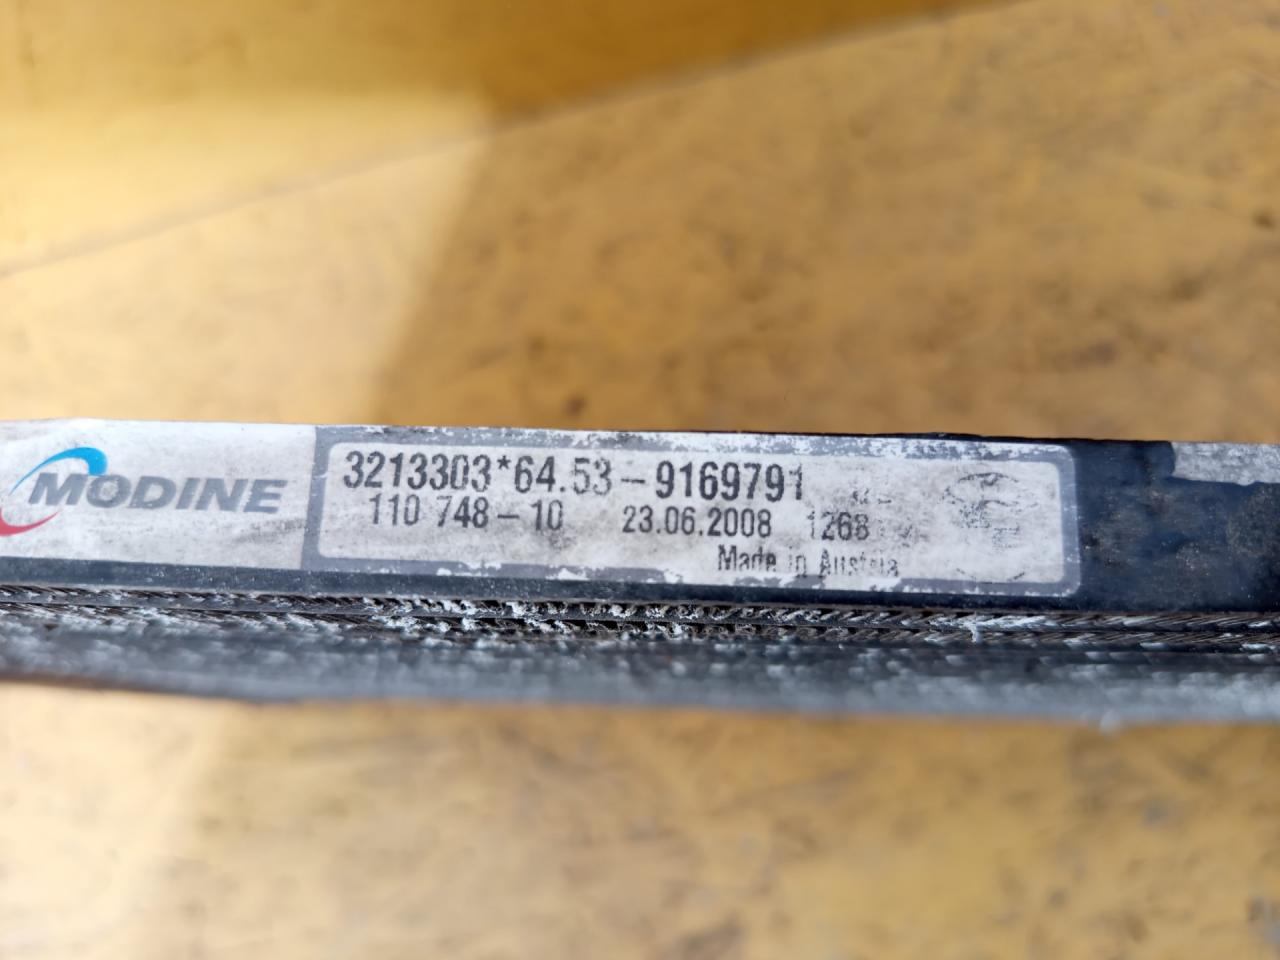 MODINE
3213303*64.53-9169791
110 748-10 23.06.2008 1268
Made in Austria